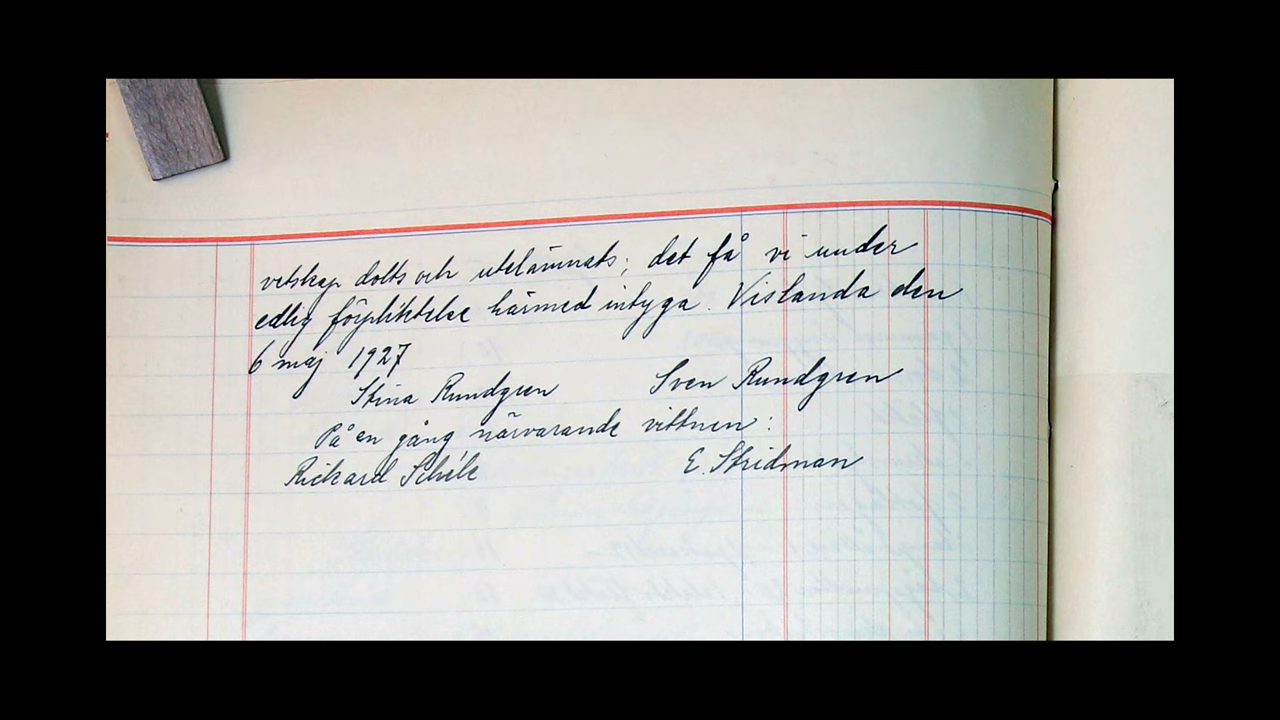 vetskap dolts och utelämnats; det få vi under
edlig förpliktelse härmed intyga. Vislanda den
6 maj 1927
Stina Rundgren Sven Rundgren
På en gång närvarande vittnen:
Rickard Schéle E. Stridman